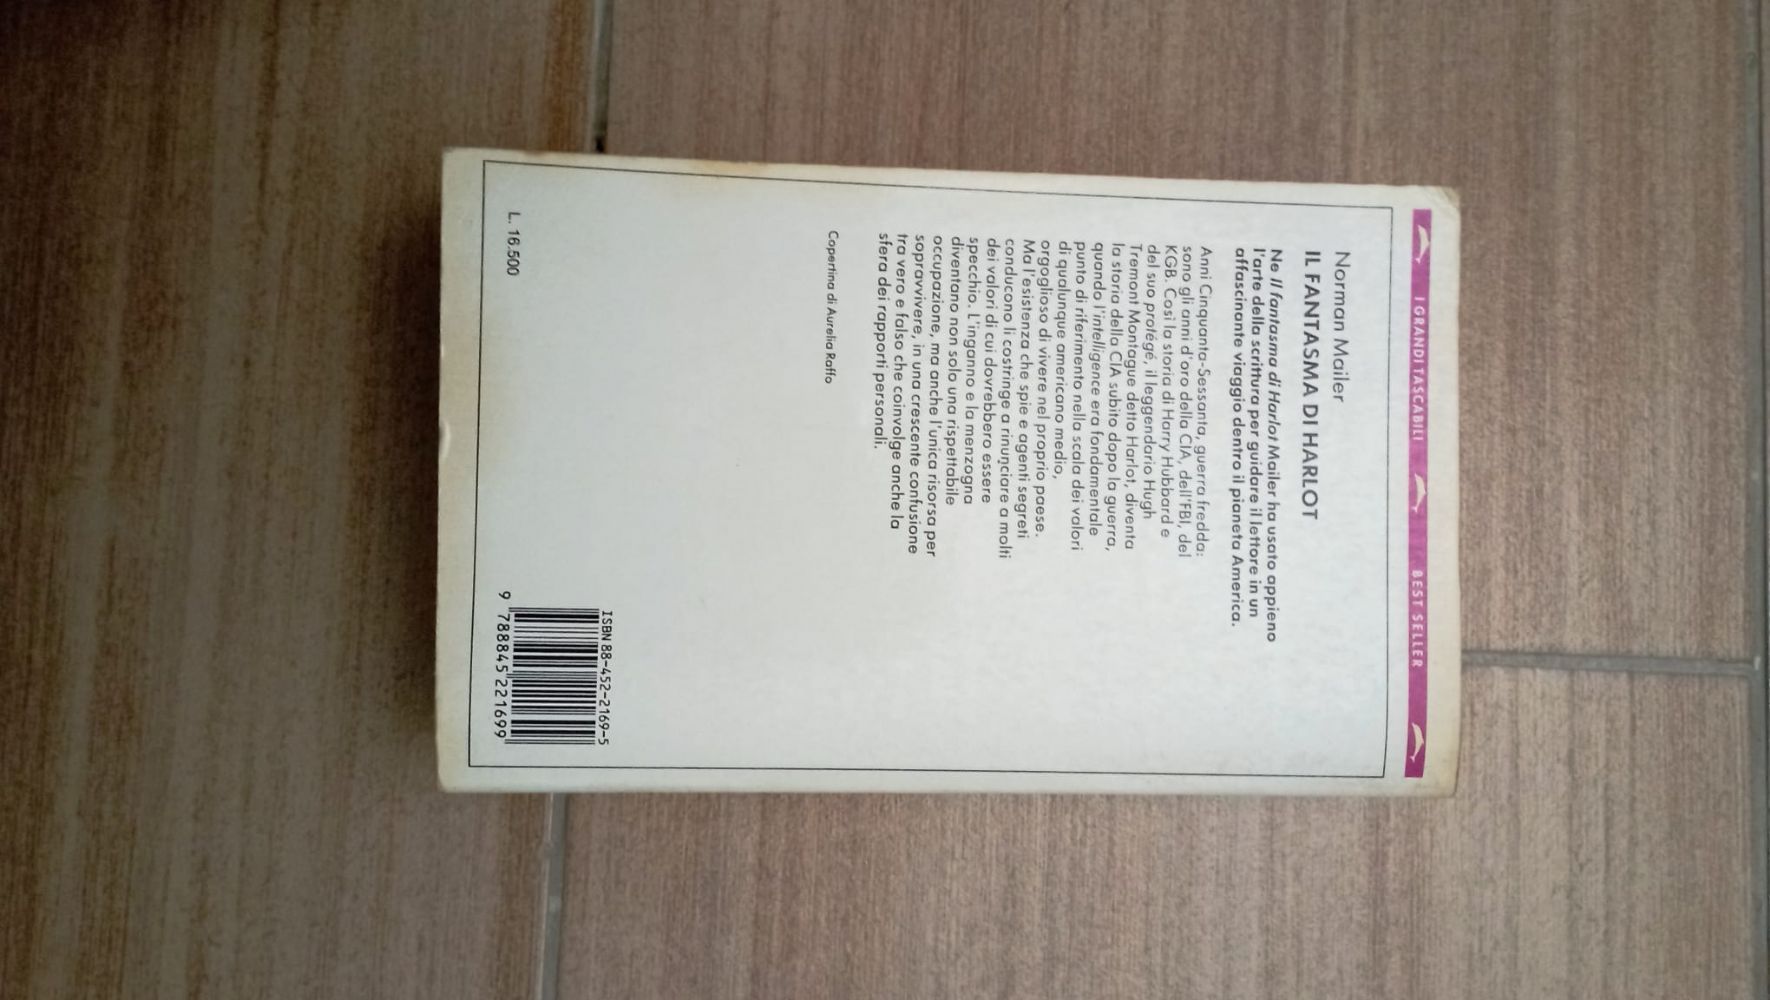 I GRANDI TASCABILI BEST SELLER
Norman Mailer
IL FANTASMA DI HARLOT
Ne Il fantasma di Harlot Mailer ha usato appieno
l'arte della scrittura per guidare il lettore in un
affascinante viaggio dentro il pianeta America.
Anni Cinquanta-Sessanta, guerra fredda:
sono gli anni d'oro della CIA, dell'FBI, del
KGB. Così la storia di Harry Hubbard e
del suo protégé, il leggendario Hugh
Tremont Montague detto Harlot, diventa
la storia della CIA subito dopo la guerra,
quando l'intelligence era fondamentale
punto di riferimento nella scala dei valori
di qualunque americano medio,
orgoglioso di vivere nel proprio paese.
Ma l'esistenza che spie e agenti segreti
conducono li costringe a rinunciare a molti
dei valori di cui dovrebbero essere
specchio. L'inganno e la menzogna
diventano non solo una rispettabile
occupazione, ma anche l'unica risorsa per
sopravvivere, in una crescente confusione
tra vero e falso che coinvolge anche la
sfera dei rapporti personali.
Copertina di Aurelia Raffo
ISBN 88-452-2169-5
9 788845 221699
L. 16.500